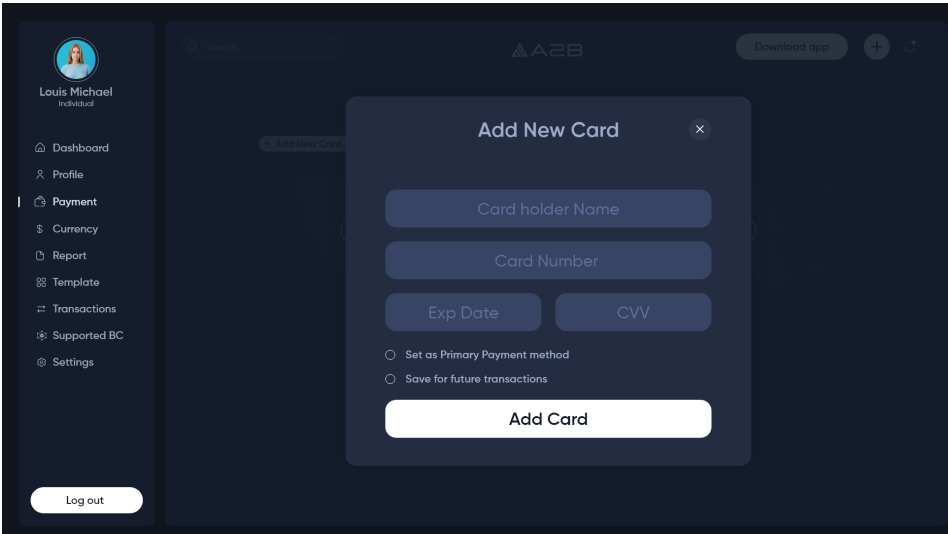 Louis Michael
Individual
Dashboard
Profile
Payment
Currency
Report
Template
Transactions
Supported BC
Settings
Log out
Search
A2B
Download app
+ Add New Card
Add New Card
Card holder Name
Card Number
Exp Date
CVV
Set as Primary Payment method
Save for future transactions
Add Card